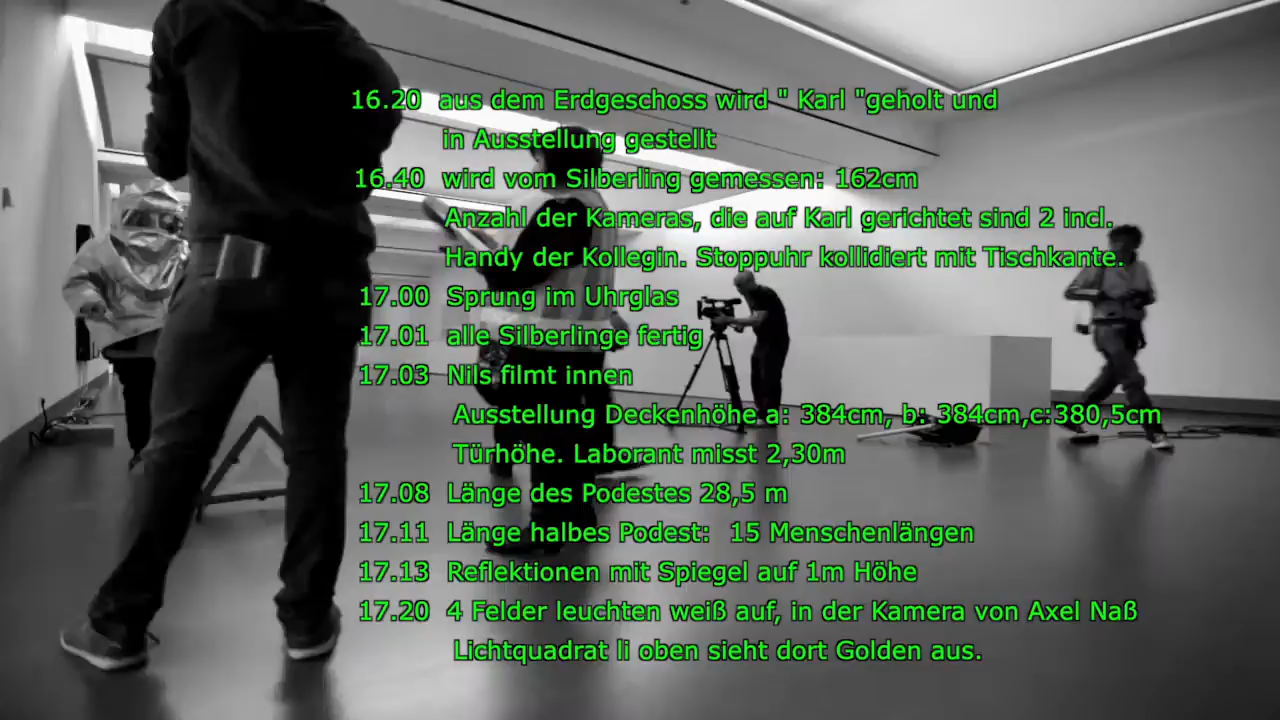 16.20 aus dem Erdgeschoss wird " Karl "geholt und
in Ausstellung gestellt
16.40 wird vom Silberling gemessen: 162cm
Anzahl der Kameras, die auf Karl gerichtet sind 2 incl.
Handy der Kollegin. Stoppuhr kollidiert mit Tischkante.
17.00 Sprung im Uhrglas
17.01 alle Silberlinge fertig
17.03 Nils filmt innen
Ausstellung Deckenhöhe a: 384cm, b: 384cm,c:380,5cm
Türhöhe. Laborant misst 2,30m
17.08 Länge des Podestes 28,5 m
17.11 Länge halbes Podest:  15 Menschenlängen
17.13 Reflektionen mit Spiegel auf 1m Höhe
17.20 4 Felder leuchten weiß auf, in der Kamera von Axel Naß
Lichtquadrat li oben sieht dort Golden aus.